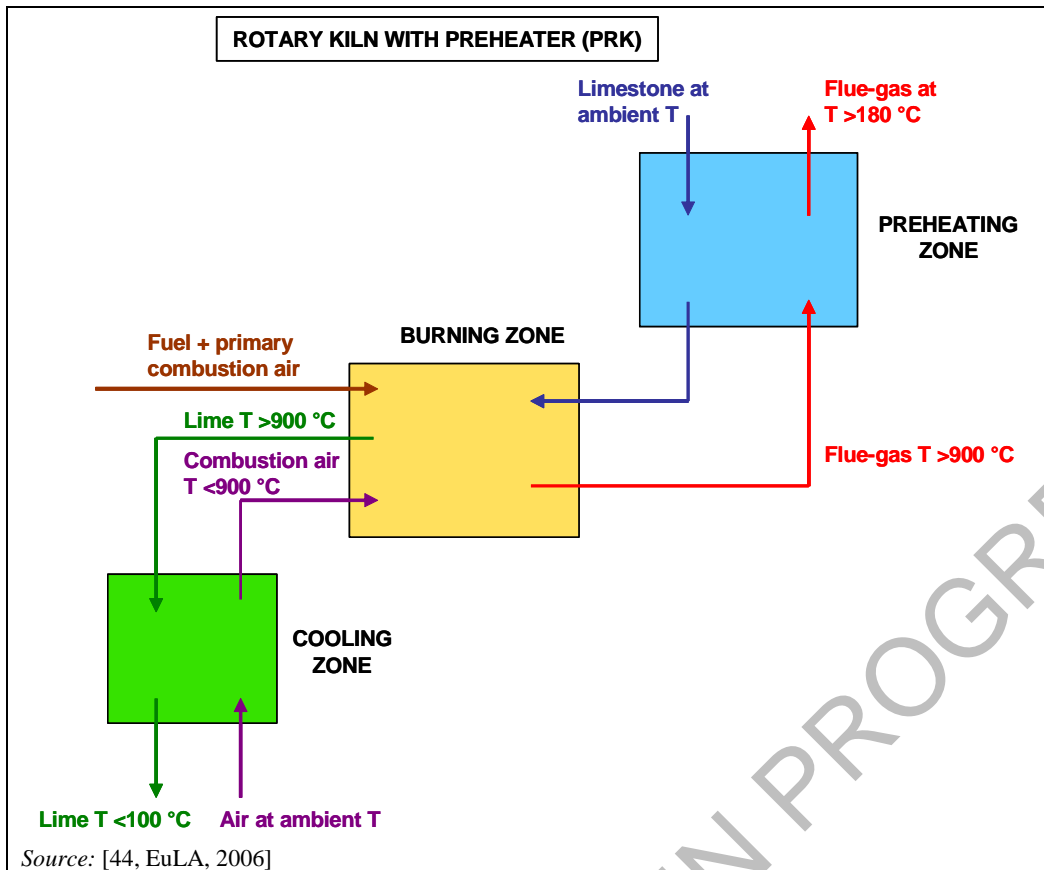 ROTARY KILN WITH PREHEATER (PRK)
Limestone at
ambient T
Flue-gas at
T >180 °C
PREHEATING
ZONE
BURNING ZONE
Fuel + primary
combustion air
Lime T >900 °C
Combustion air
T <900 °C
Flue-gas T >900 °C
COOLING
ZONE
Lime T <100 °C
Air at ambient T
Source: [44, EuLA, 2006]
IN PROGRE